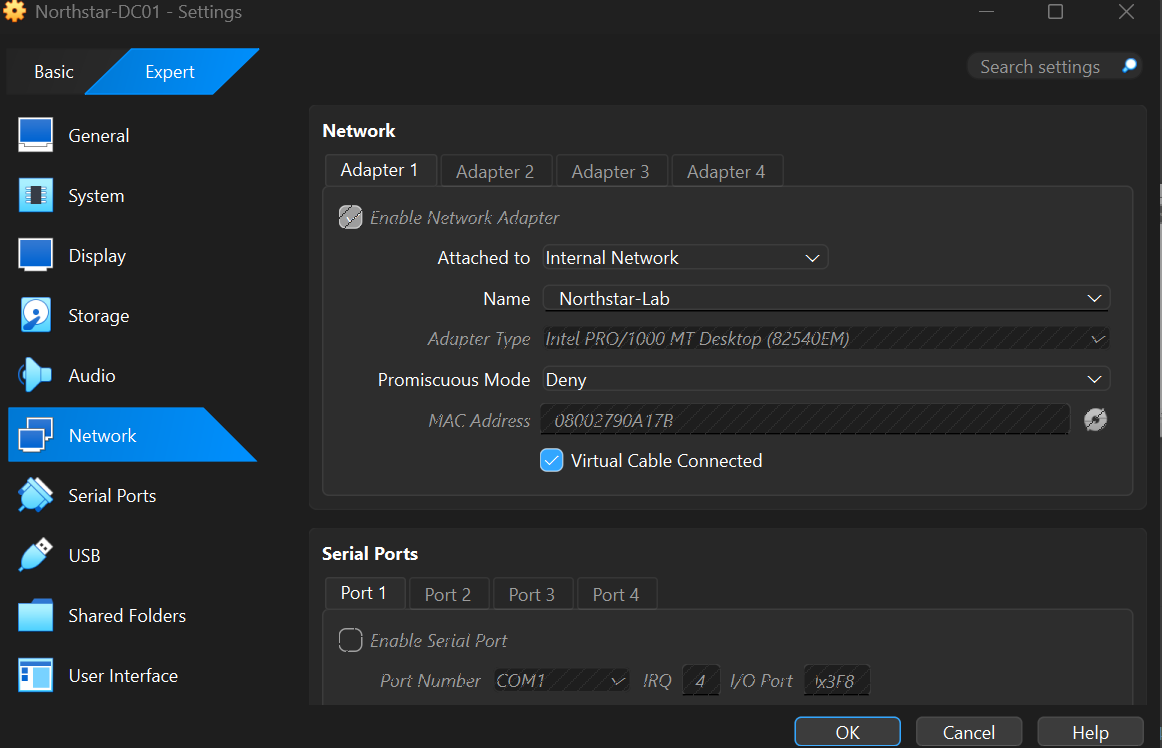 Northstar-DC01 - Settings
Basic
Expert
Search settings
General
System
Display
Storage
Audio
Network
Serial Ports
USB
Shared Folders
User Interface
Network
Adapter 1
Adapter 2
Adapter 3
Adapter 4
Enable Network Adapter
Attached to Internal Network
Name Northstar-Lab
Adapter Type Intel PRO/1000 MT Desktop (82540EM)
Promiscuous Mode Deny
MAC Address 08002790A17B
Virtual Cable Connected
Serial Ports
Port 1
Port 2
Port 3
Port 4
Enable Serial Port
Port Number COM1 IRQ 4 I/O Port 0x3F8
OK
Cancel
Help